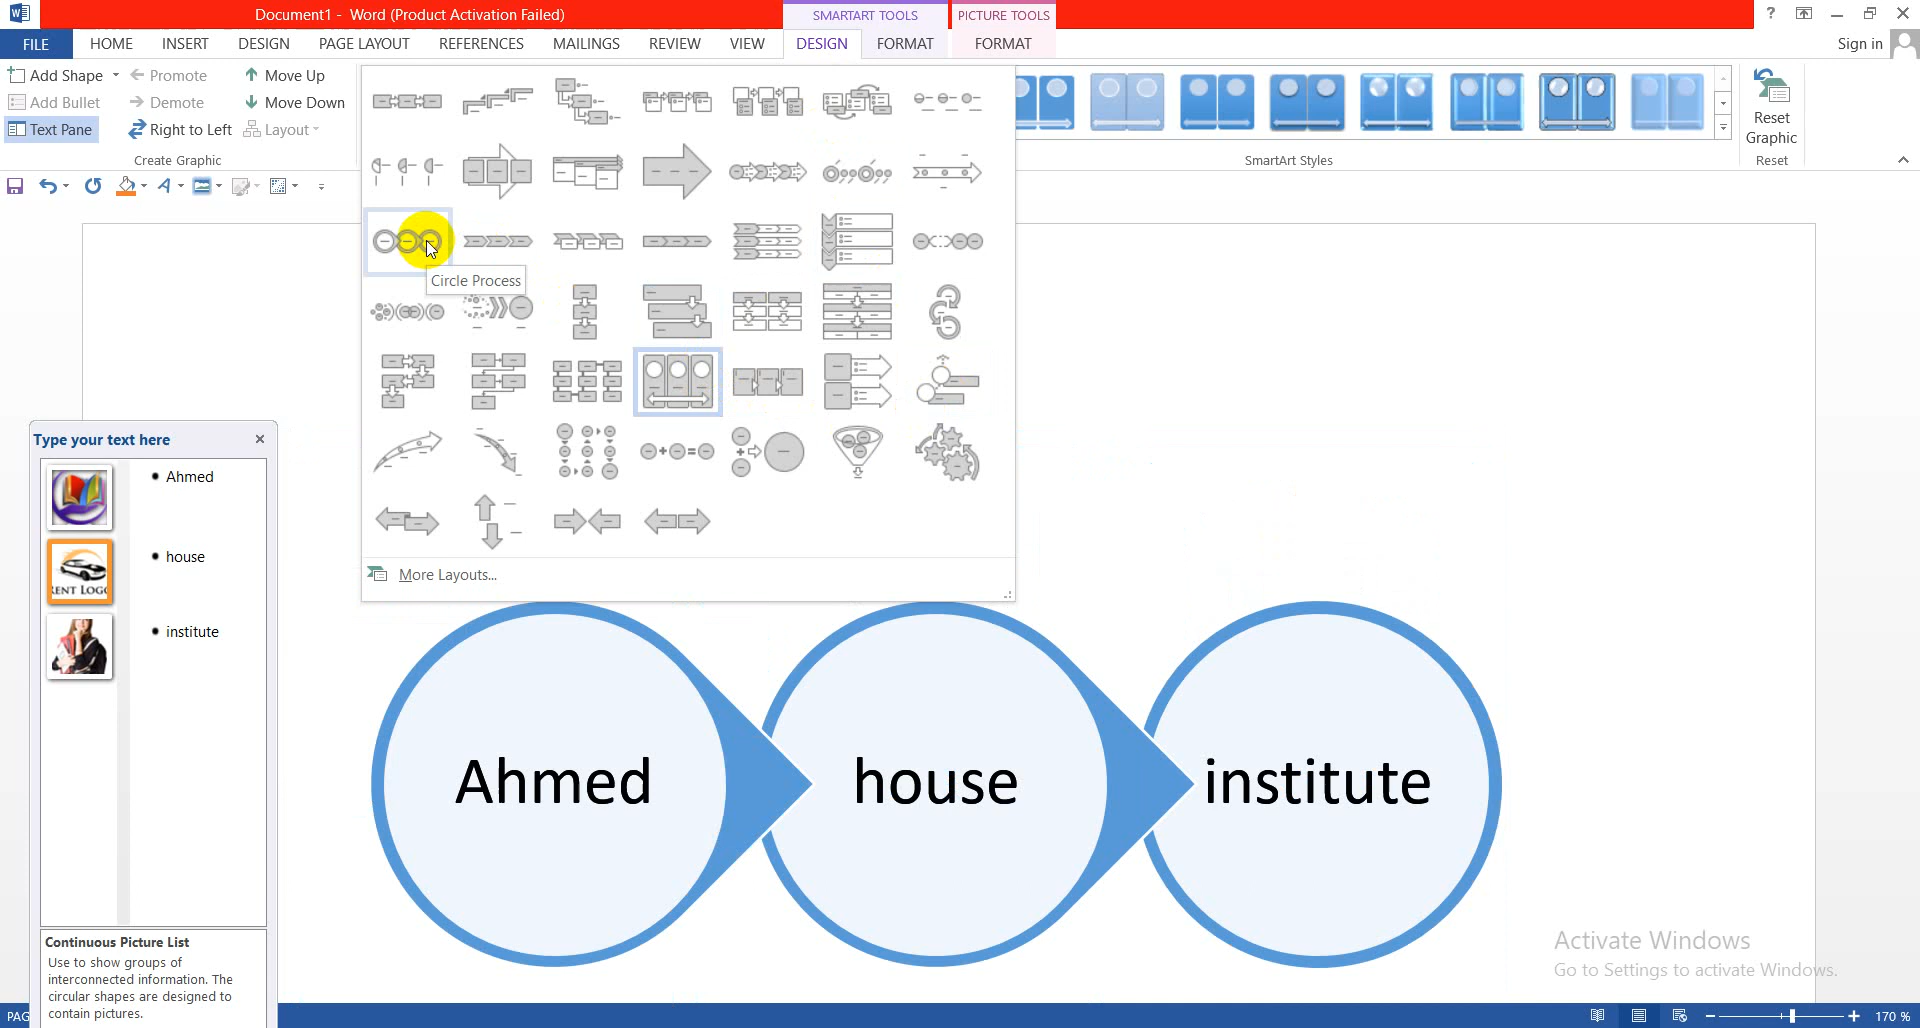 Document1 - Word (Product Activation Failed)
SMARTART TOOLS
PICTURE TOOLS
?
FILE
HOME
INSERT
DESIGN
PAGE LAYOUT
REFERENCES
MAILINGS
REVIEW
VIEW
DESIGN
FORMAT
FORMAT
Sign in
Add Shape
Promote
Move Up
Add Bullet
Demote
Move Down
Text Pane
Right to Left
Layout
Create Graphic
Reset
Graphic
SmartArt Styles
Reset
Circle Process
More Layouts...
Type your text here
Ahmed
house
RENT LOGO
institute
Continuous Picture List
Use to show groups of
interconnected information. The
circular shapes are designed to
contain pictures.
Ahmed
house
institute
Activate Windows
Go to Settings to activate Windows.
PAG
170 %